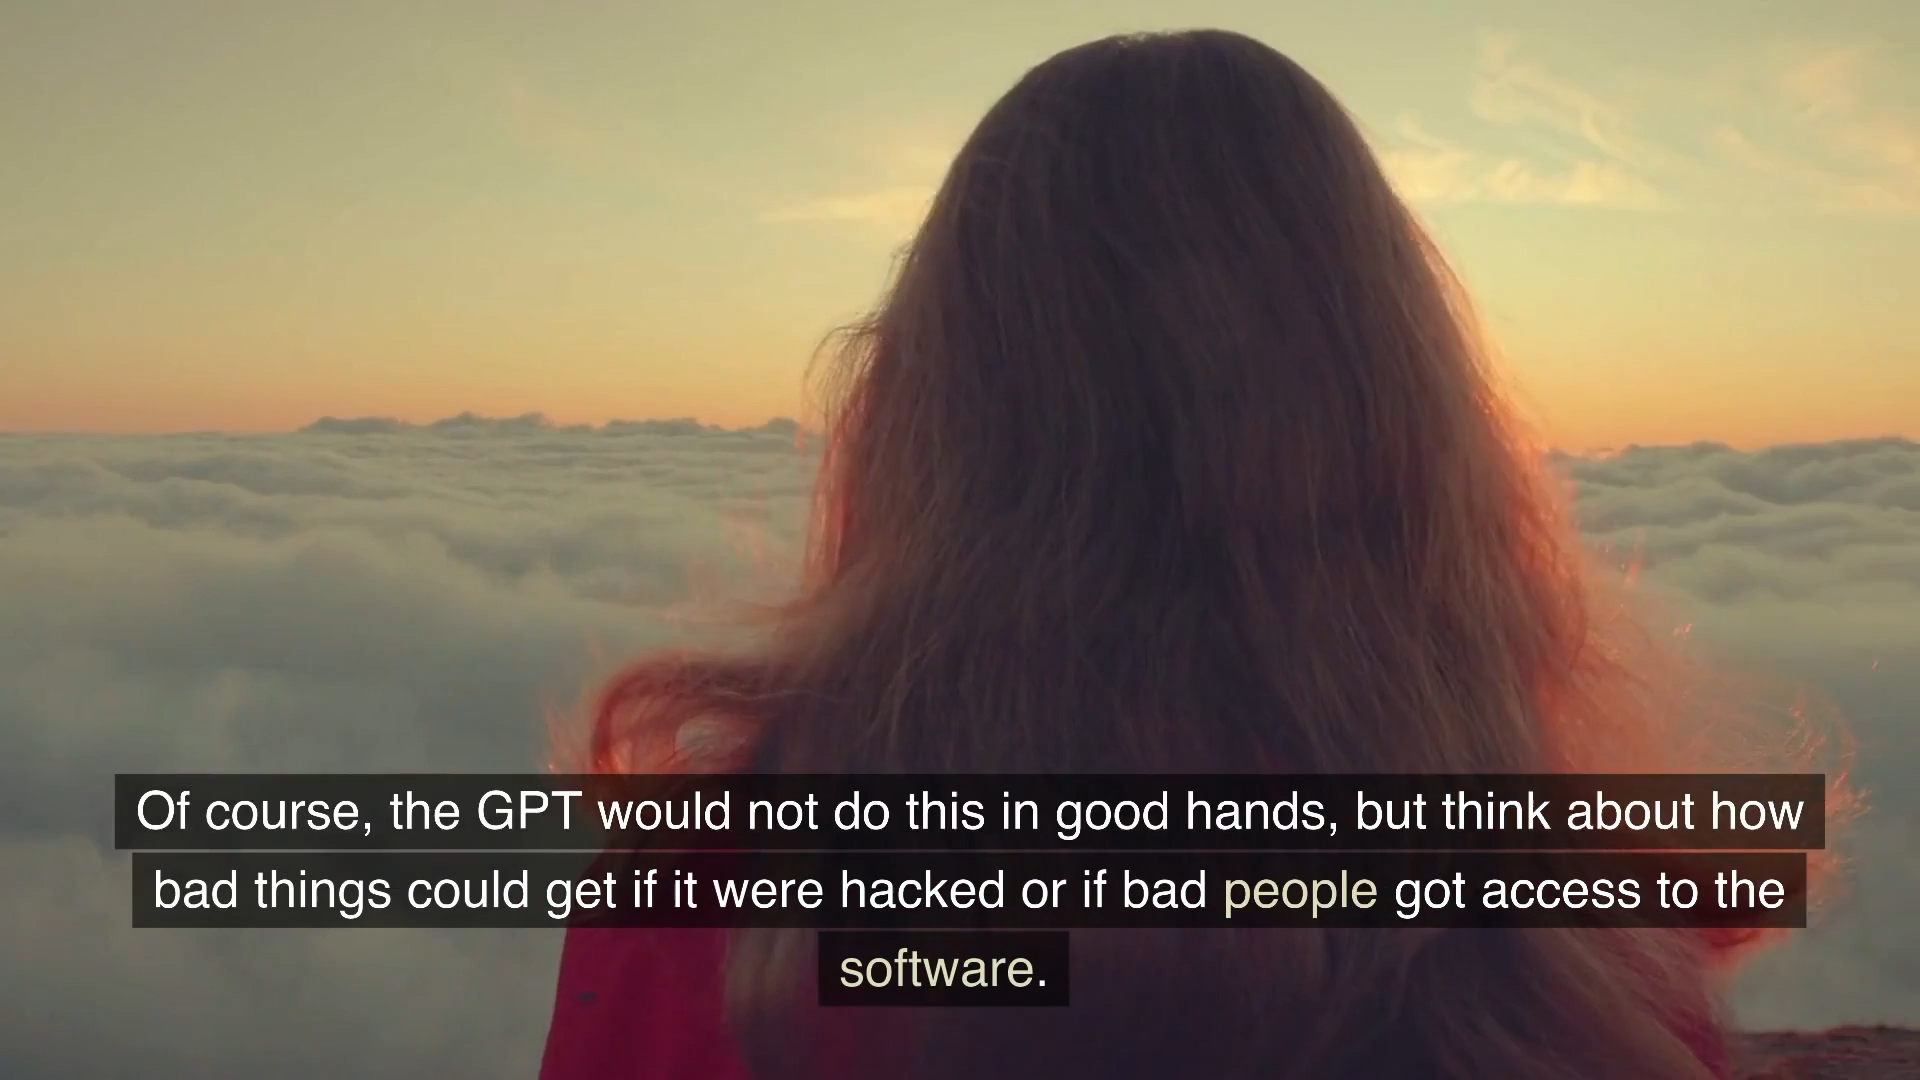 Of course, the GPT would not do this in good hands, but think about how
bad things could get if it were hacked or if bad people got access to the
software.